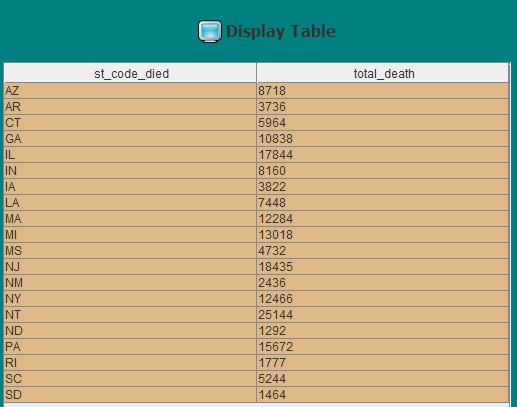 Display Table
st_code_died total_death
AZ 8718
AR 3736
CT 5964
GA 10838
IL 17844
IN 8160
IA 3822
LA 7448
MA 12284
MI 13018
MS 4732
NJ 18435
NM 2436
NY 12466
NT 25144
ND 1292
PA 15672
RI 1777
SC 5244
SD 1464